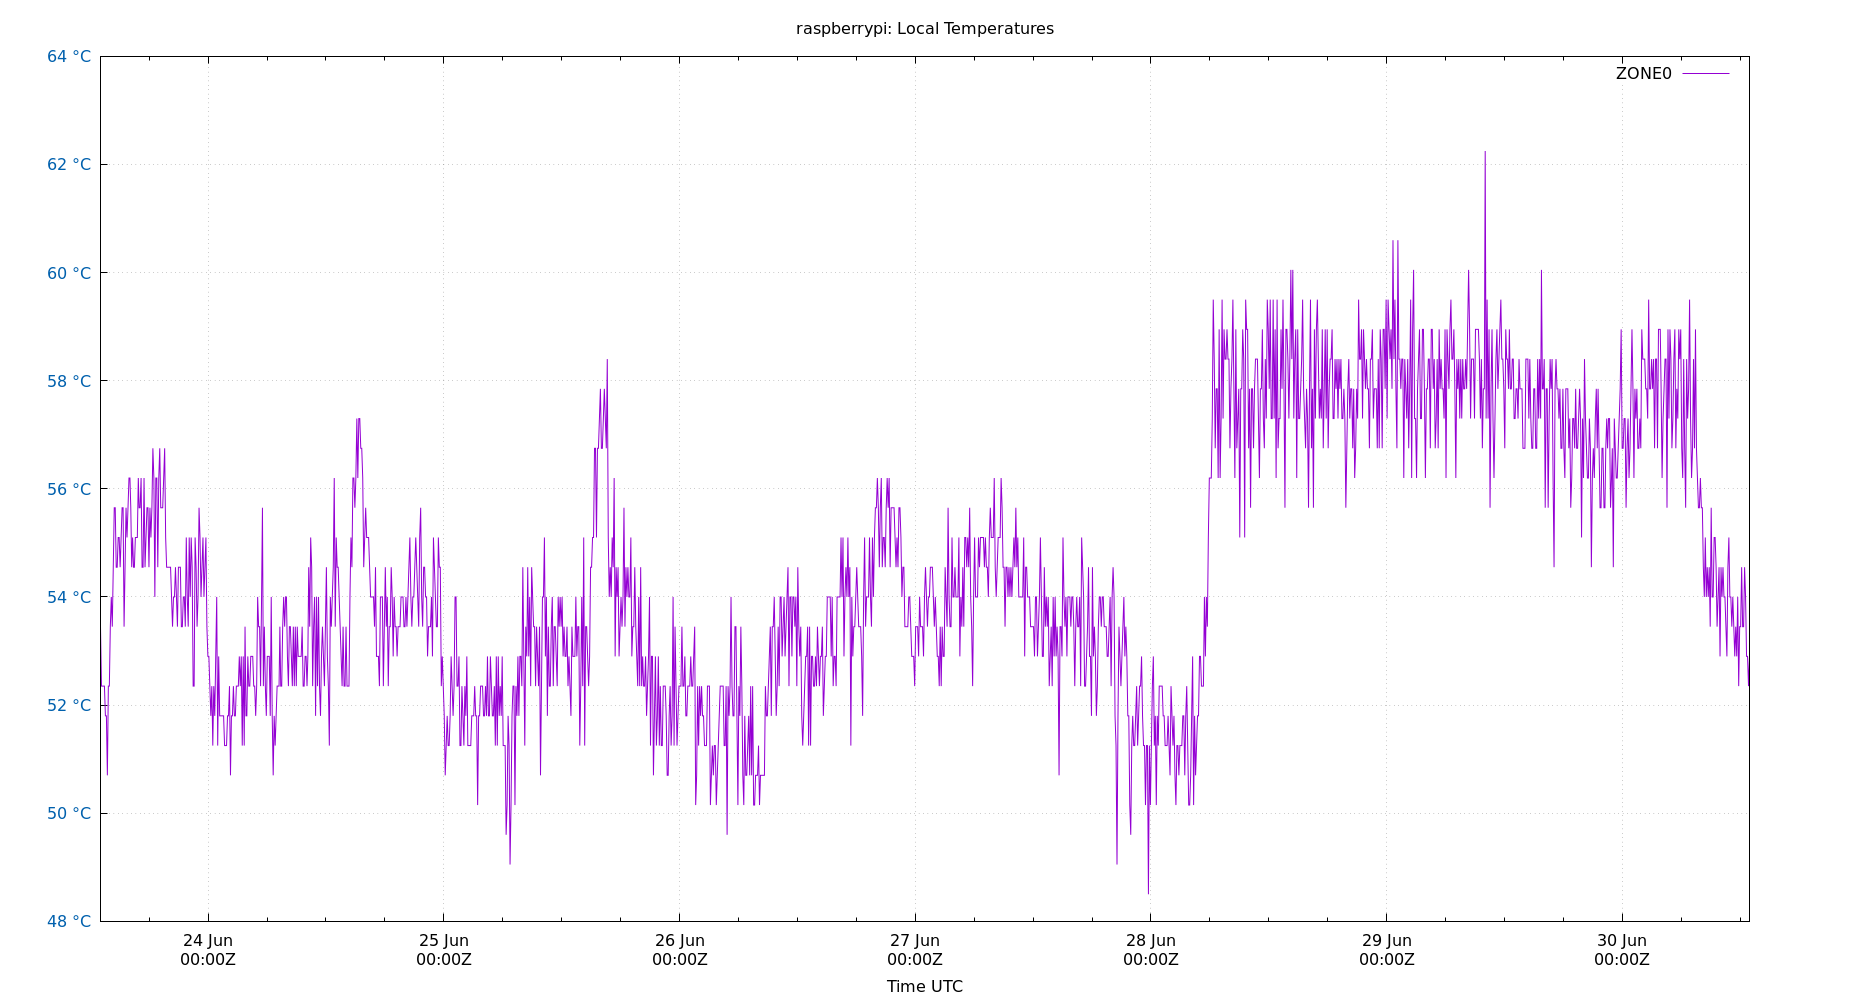 raspberrypi: Local Temperatures
64 °C
ZONE0
62 °C
60 °C
58 °C
56 °C
54 °C
52 °C
50 °C
48 °C
24 Jun 25 Jun 26 Jun 27 Jun 28 Jun 29 Jun 30 Jun
00:00Z 00:00Z 00:00Z 00:00Z 00:00Z 00:00Z 00:00Z
Time UTC